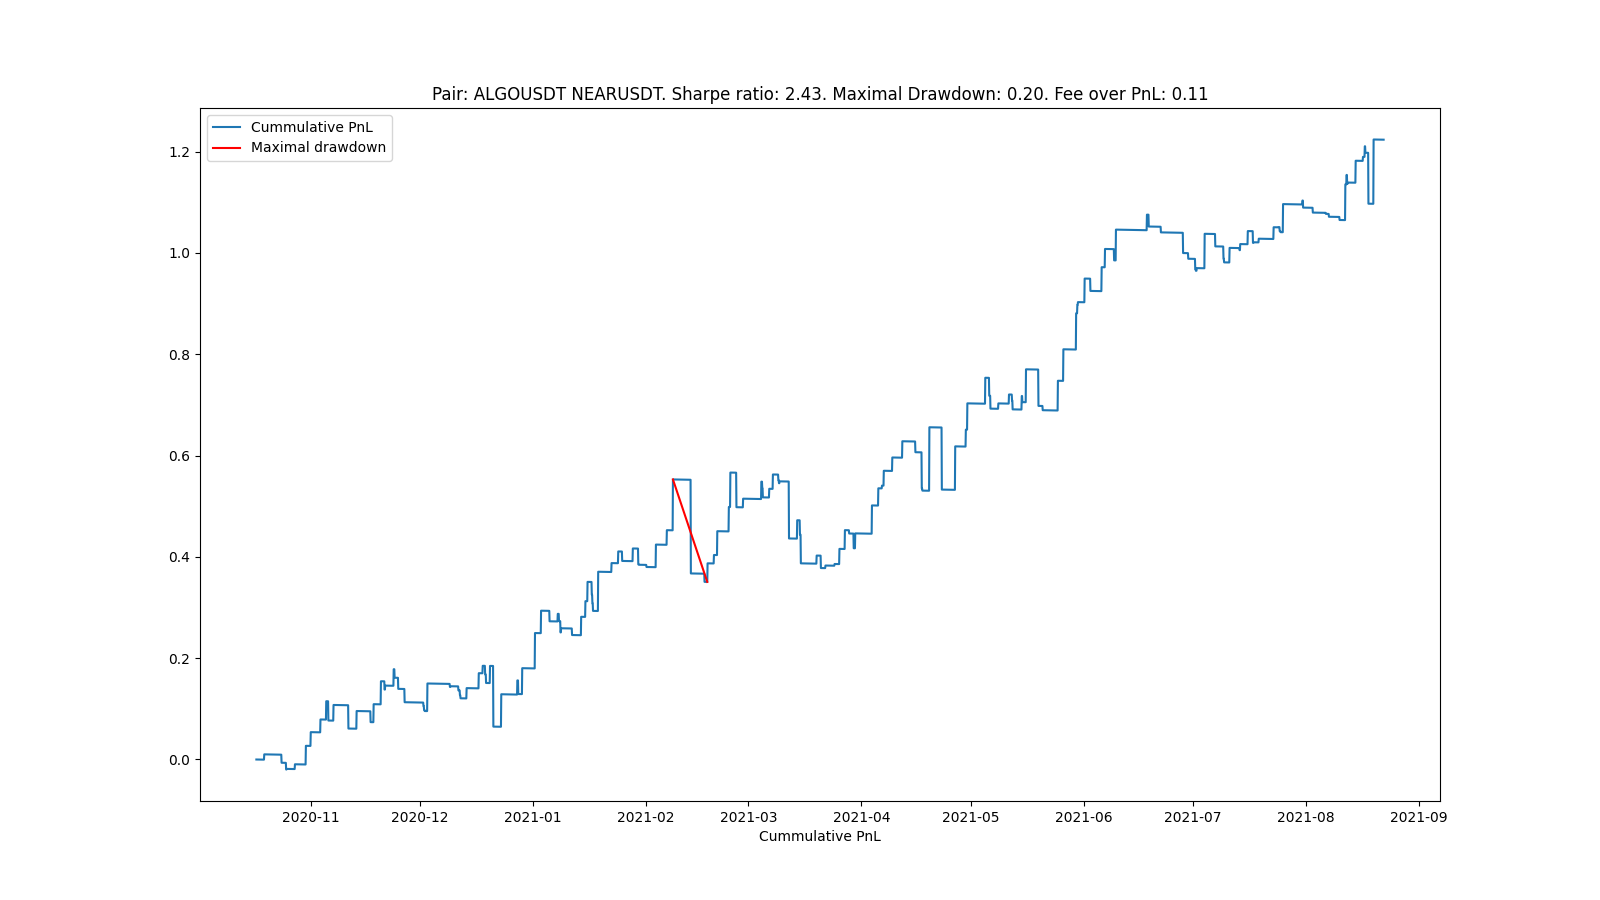 Pair: ALGOUSDT NEARUSDT. Sharpe ratio: 2.43. Maximal Drawdown: 0.20. Fee over PnL: 0.11
Cummulative PnL
Maximal drawdown
1.2
1.0
0.8
0.6
0.4
0.2
0.0
2020-11 2020-12 2021-01 2021-02 2021-03 2021-04 2021-05 2021-06 2021-07 2021-08 2021-09
Cummulative PnL